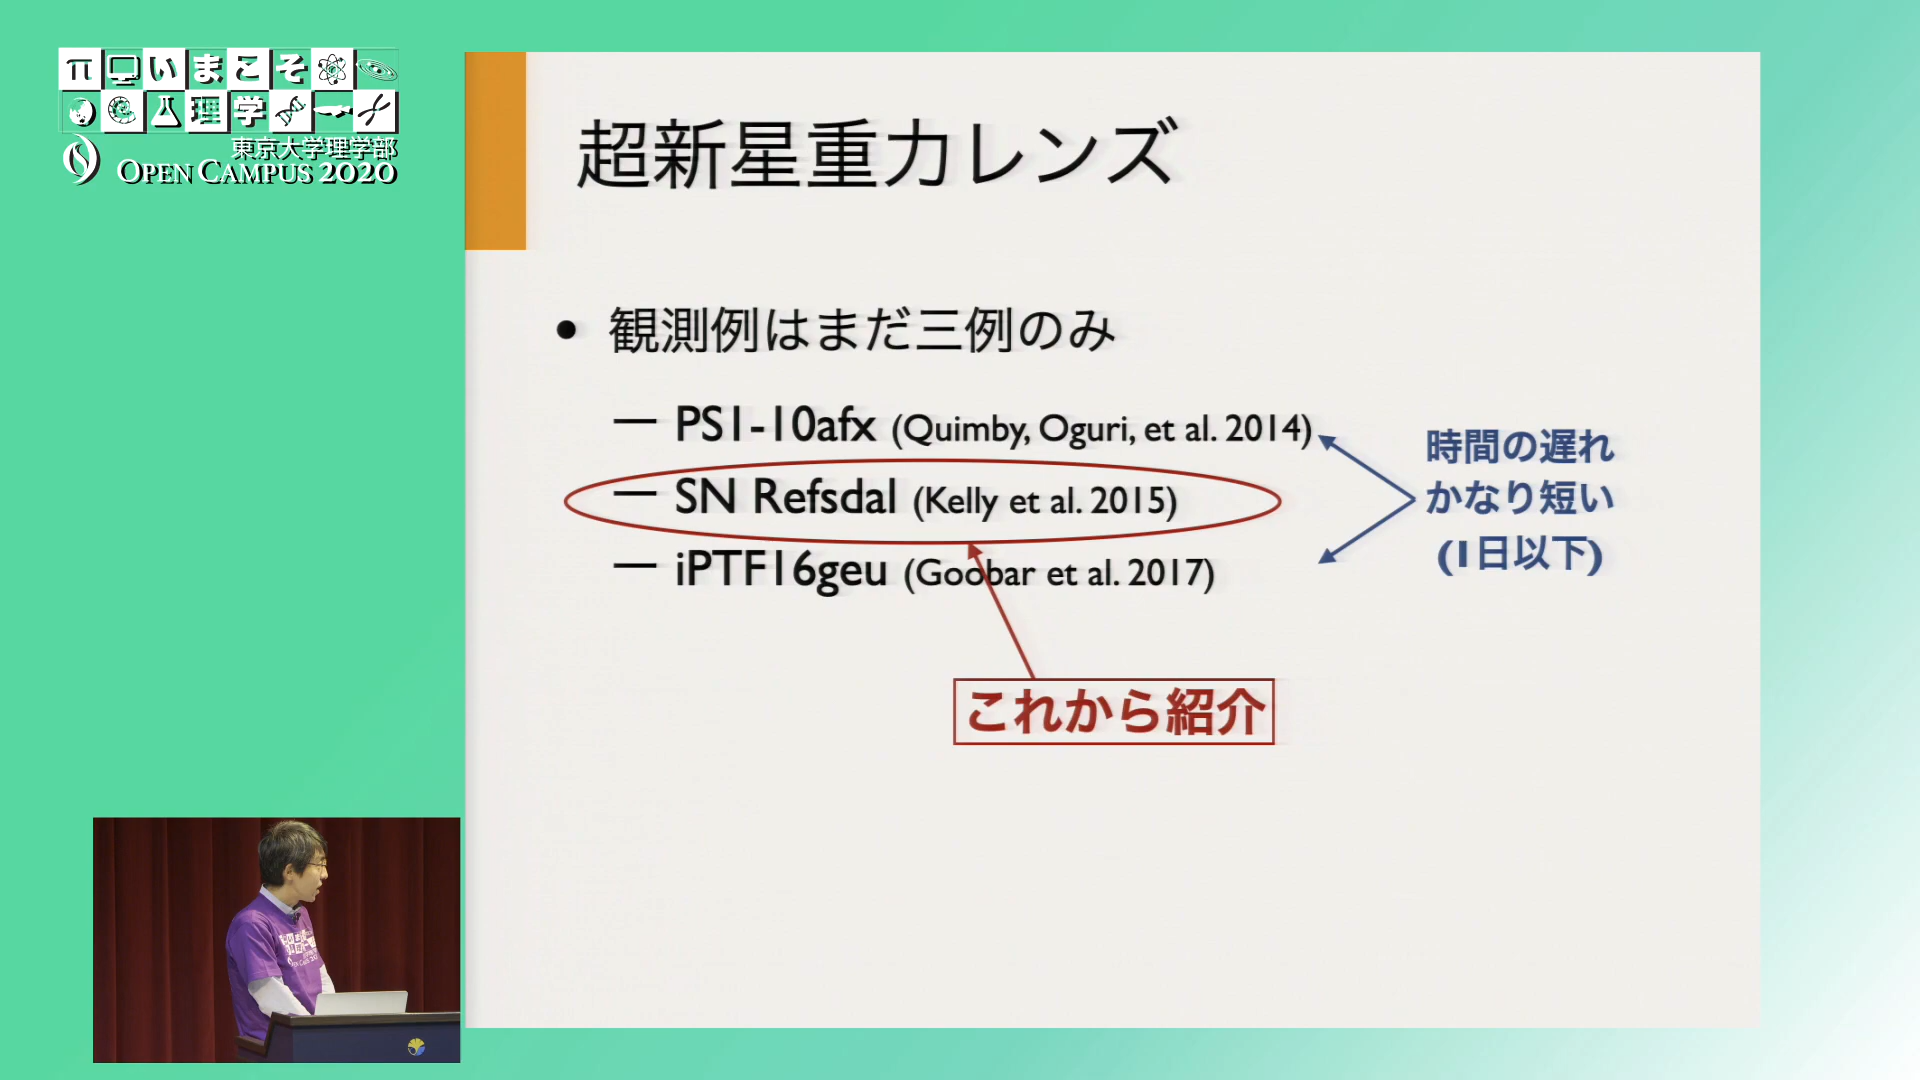 πいまこそ
理学
東京大学理学部
OPEN CAMPUS 2020
超新星重力レンズ
• 観測例はまだ三例のみ
— PS1-10afx (Quimby, Oguri, et al. 2014)
— SN Refsdal (Kelly et al. 2015)
— iPTF16geu (Goobar et al. 2017)
時間の遅れ
かなり短い
(1日以下)
これから紹介